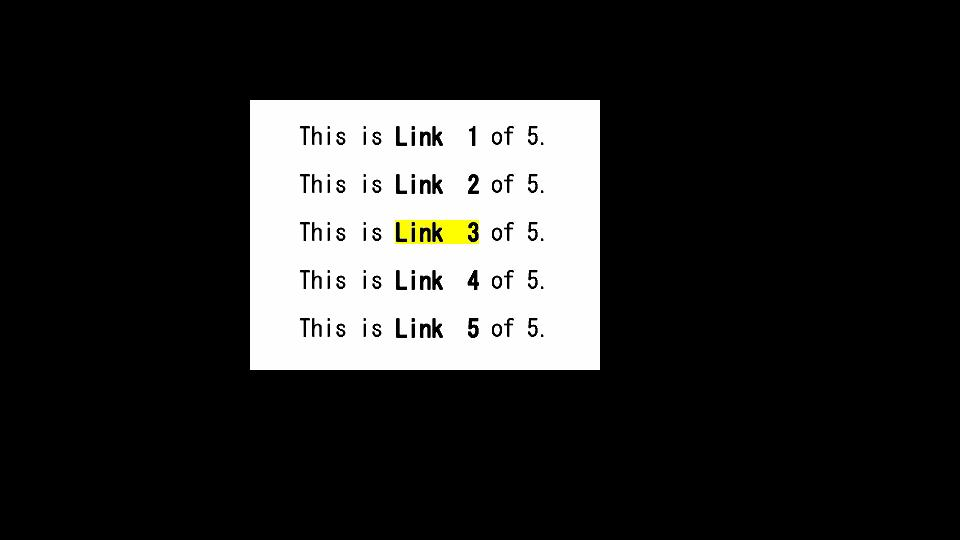 This is Link 1 of 5.
This is Link 2 of 5.
This is Link 3 of 5.
This is Link 4 of 5.
This is Link 5 of 5.